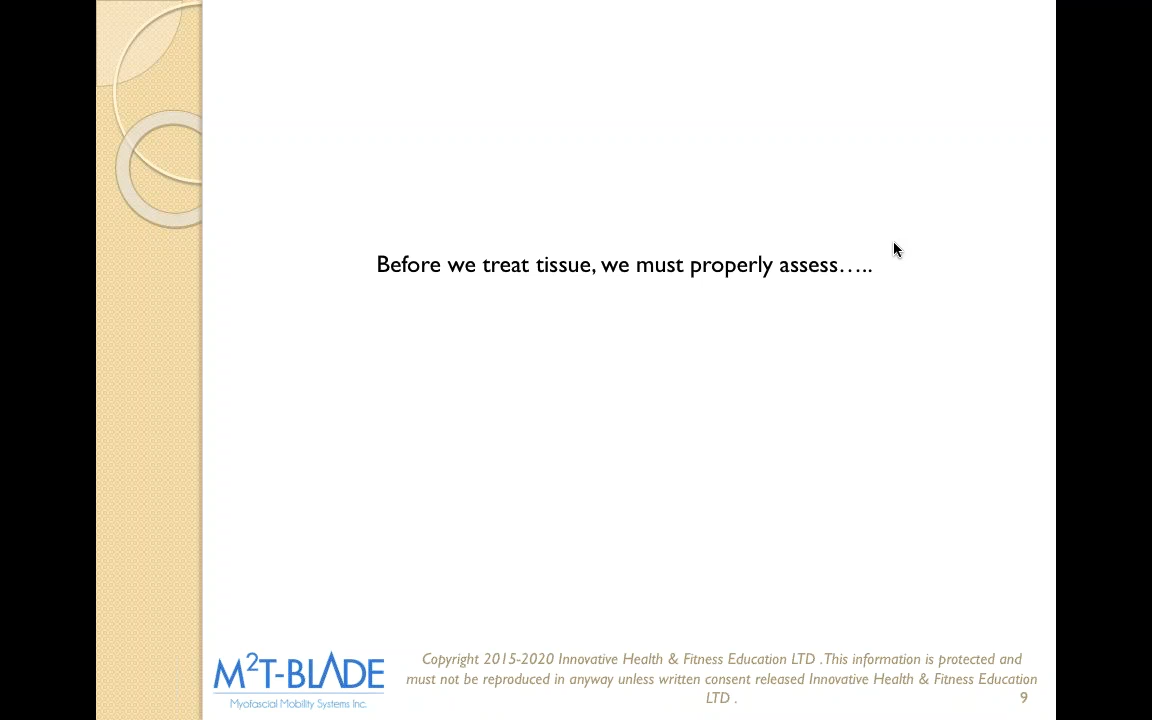 Before we treat tissue, we must properly assess…..
M²T-BLADE
Myofascial Mobility Systems Inc.
Copyright 2015-2020 Innovative Health & Fitness Education LTD .This information is protected and
must not be reproduced in anyway unless written consent released Innovative Health & Fitness Education
LTD .
9